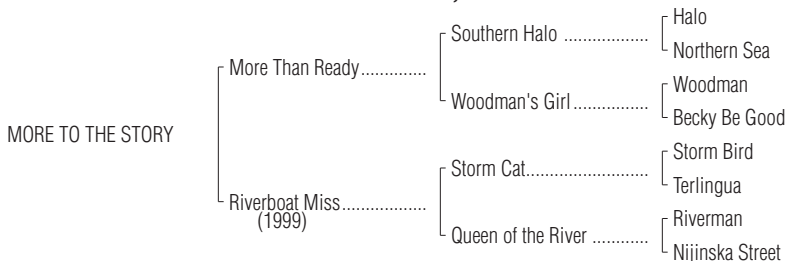 Halo
Southern Halo ..................
Northern Sea
More Than Ready..............
Woodman
Woodman's Girl ................
Becky Be Good
MORE TO THE STORY
Storm Bird
Storm Cat..........................
Terlingua
Riverboat Miss..................
(1999)
Riverman
Queen of the River ............
Nijinska Street